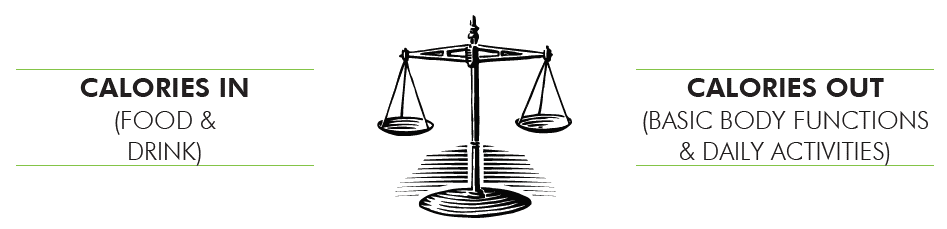 CALORIES IN
(FOOD &
DRINK)
CALORIES OUT
(BASIC BODY FUNCTIONS
& DAILY ACTIVITIES)